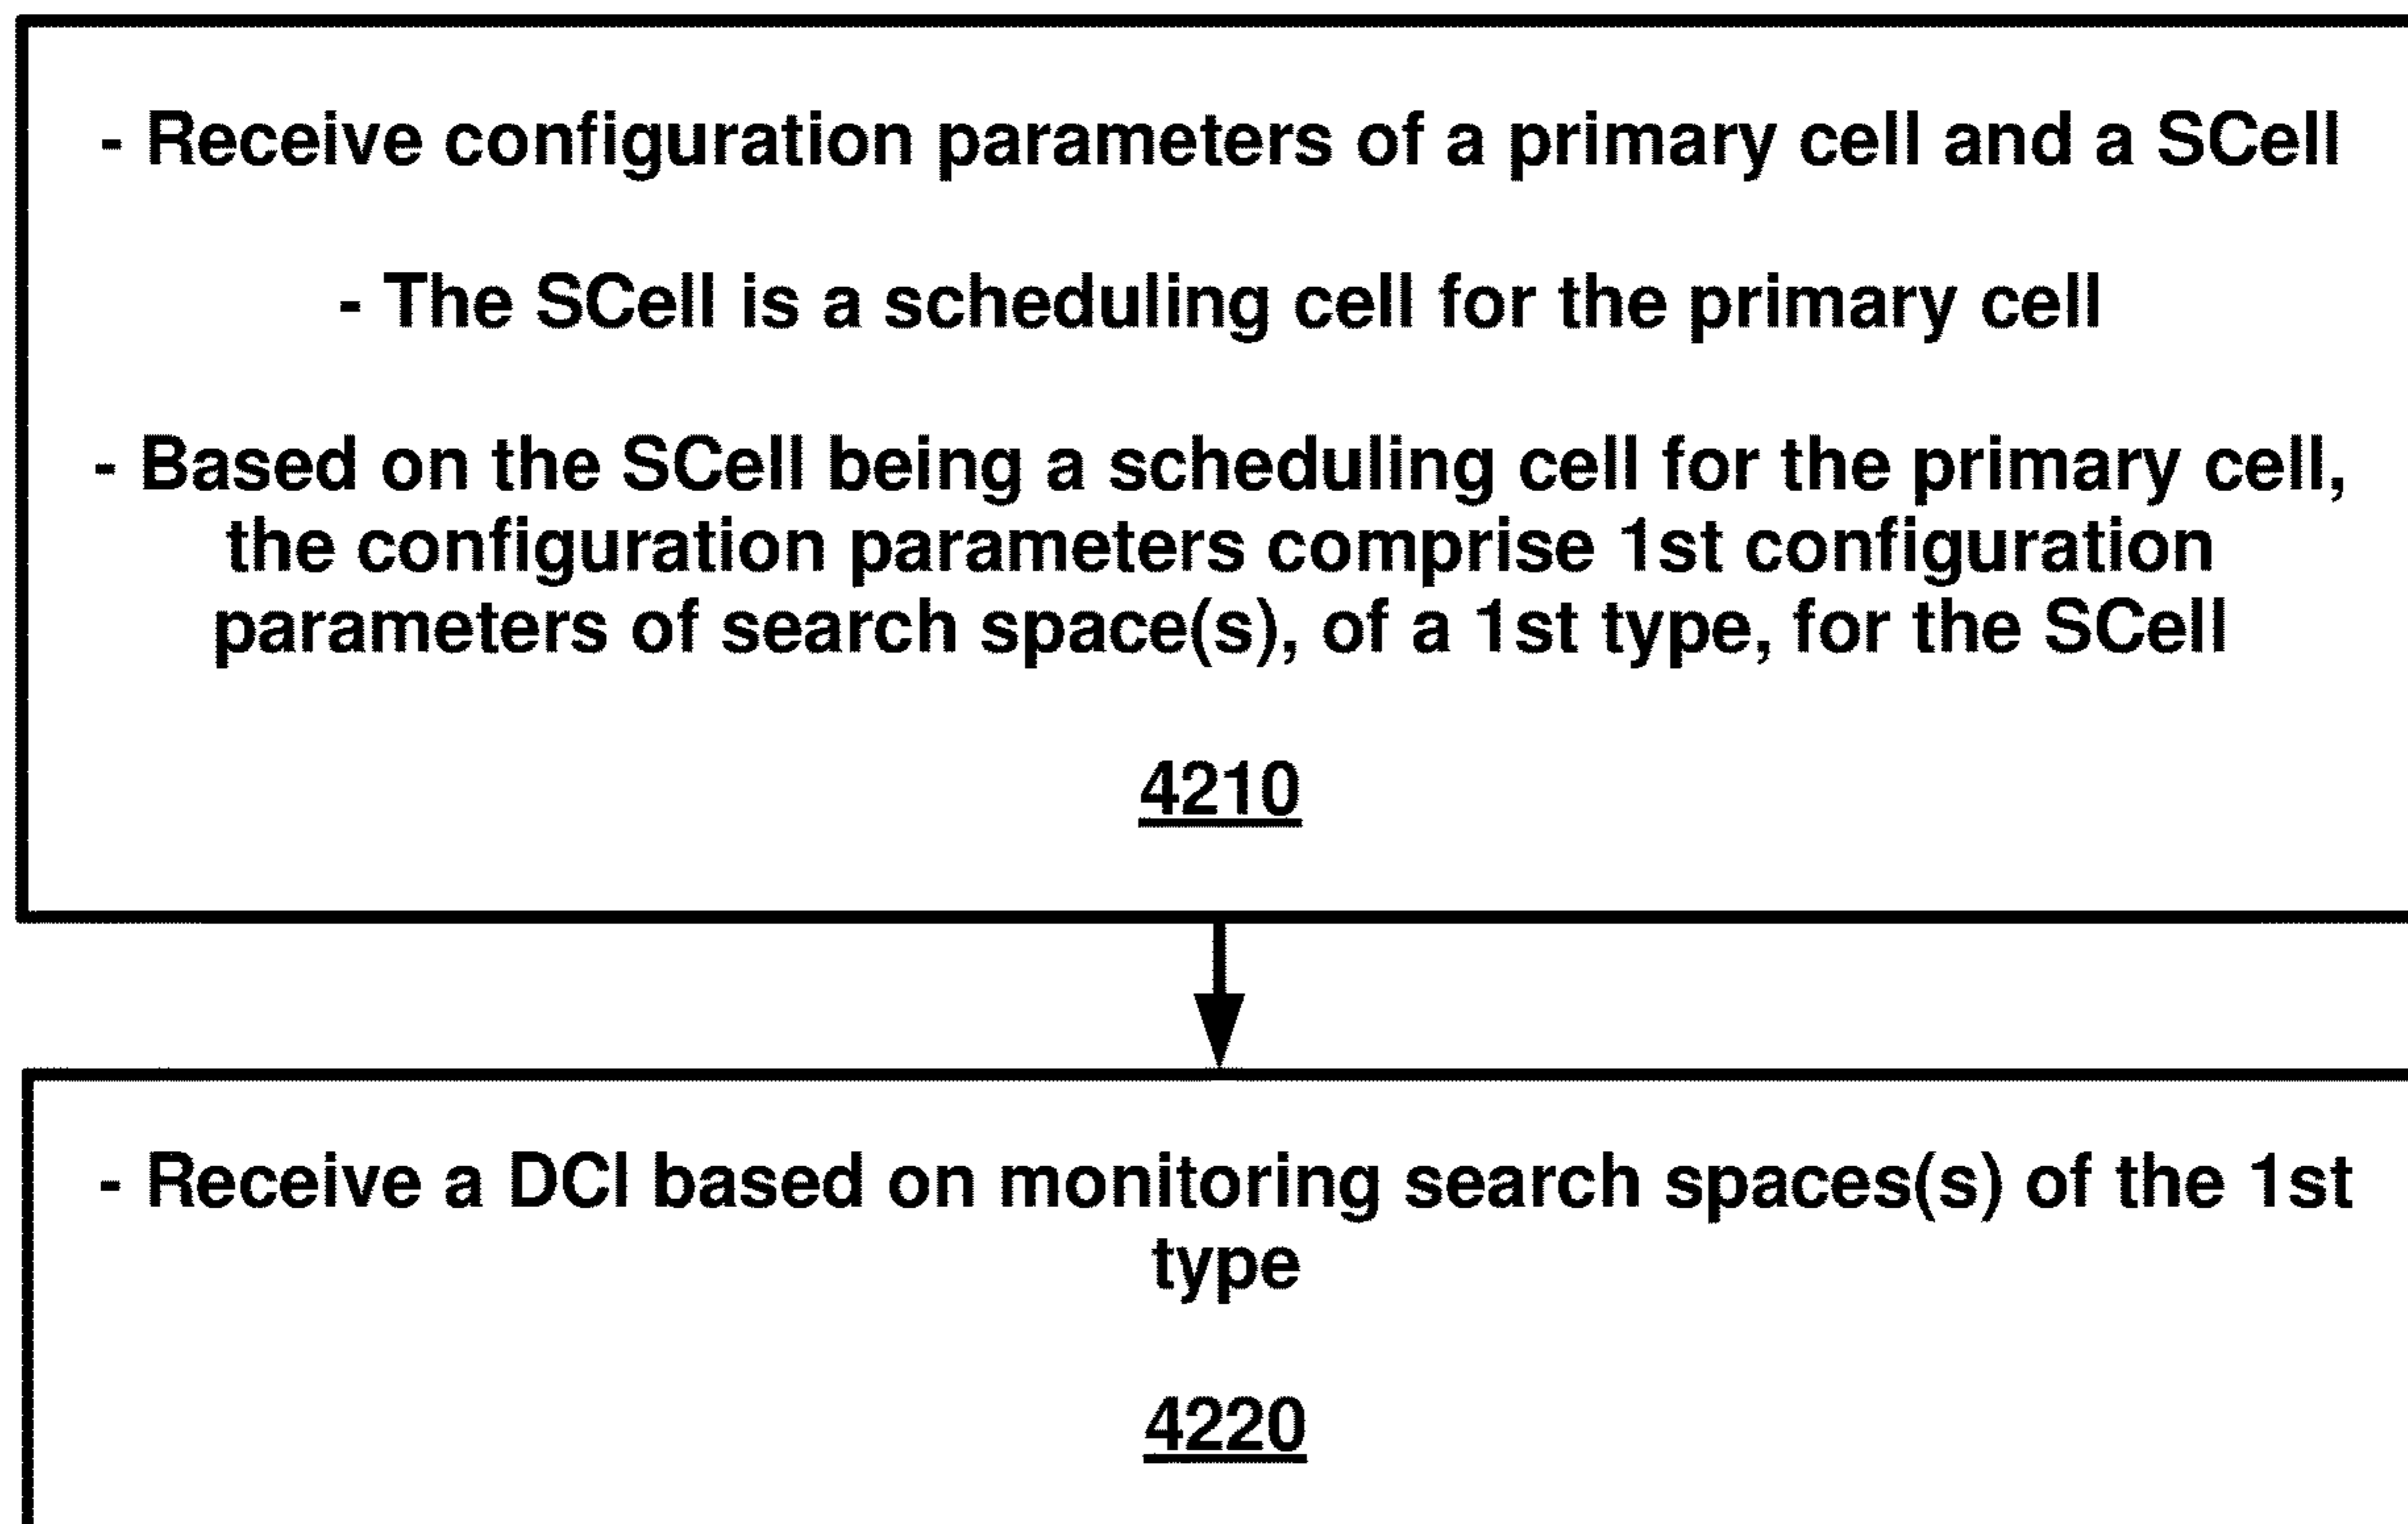 - Receive configuration parameters of a primary cell and a SCell
- The SCell is a scheduling cell for the primary cell
- Based on the SCell being a scheduling cell for the primary cell,
the configuration parameters comprise 1st configuration
parameters of search space(s), of a 1st type, for the SCell
4210
- Receive a DCI based on monitoring search spaces(s) of the 1st
type
4220